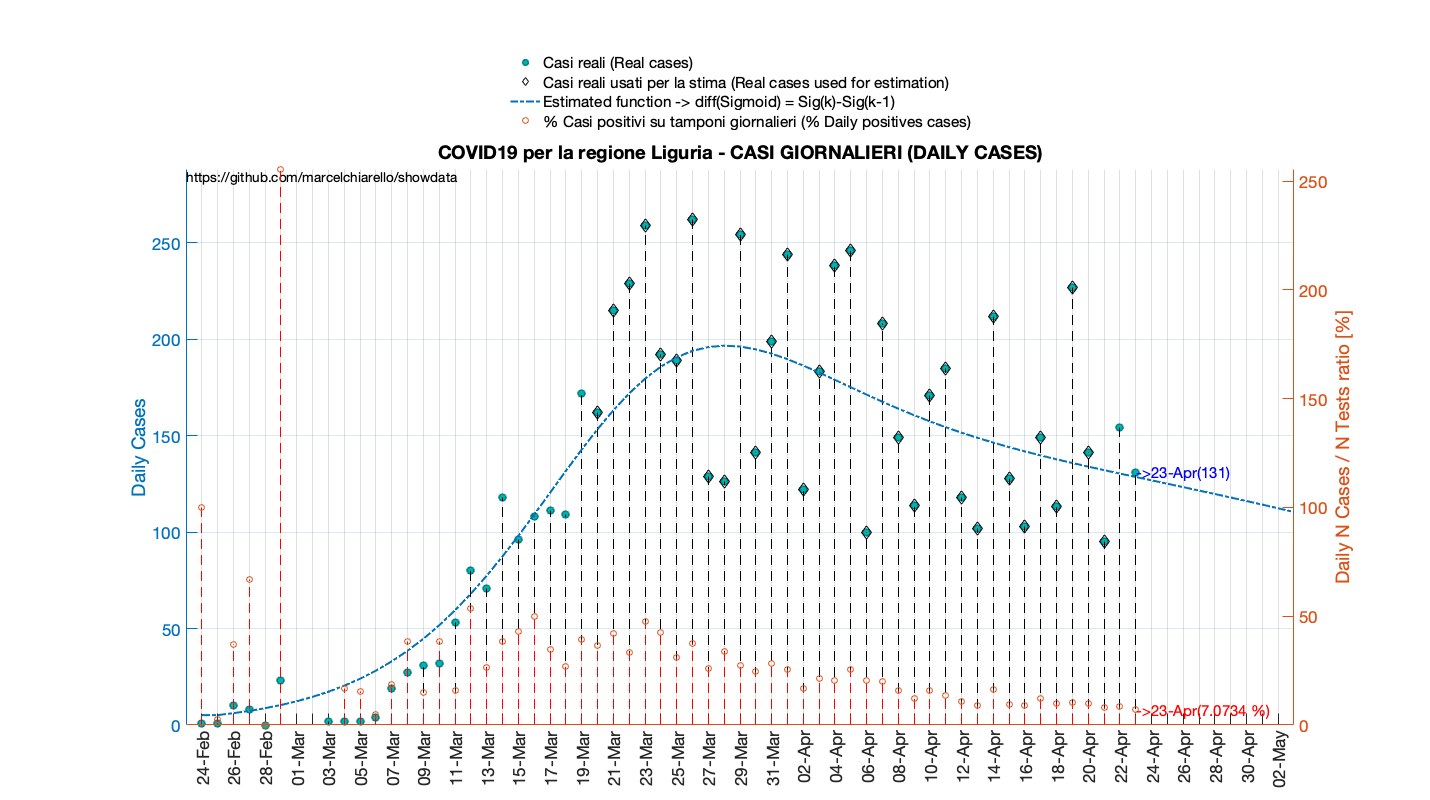 Casi reali (Real cases)
Casi reali usati per la stima (Real cases used for estimation)
Estimated function -> diff(Sigmoid) = Sig(k)-Sig(k-1)
% Casi positivi su tamponi giornalieri (% Daily positives cases)
COVID19 per la regione Liguria - CASI GIORNALIERI (DAILY CASES)
https://github.com/marcelchiarello/showdata
Daily Cases
250
200
150
100
50
0
250
200
150
100
50
0
Daily N Cases / N Tests ratio [%]
->23-Apr(131)
->23-Apr(7.0734 %)
24-Feb
26-Feb
28-Feb
01-Mar
03-Mar
05-Mar
07-Mar
09-Mar
11-Mar
13-Mar
15-Mar
17-Mar
19-Mar
21-Mar
23-Mar
25-Mar
27-Mar
29-Mar
31-Mar
02-Apr
04-Apr
06-Apr
08-Apr
10-Apr
12-Apr
14-Apr
16-Apr
18-Apr
20-Apr
22-Apr
24-Apr
26-Apr
28-Apr
30-Apr
02-May